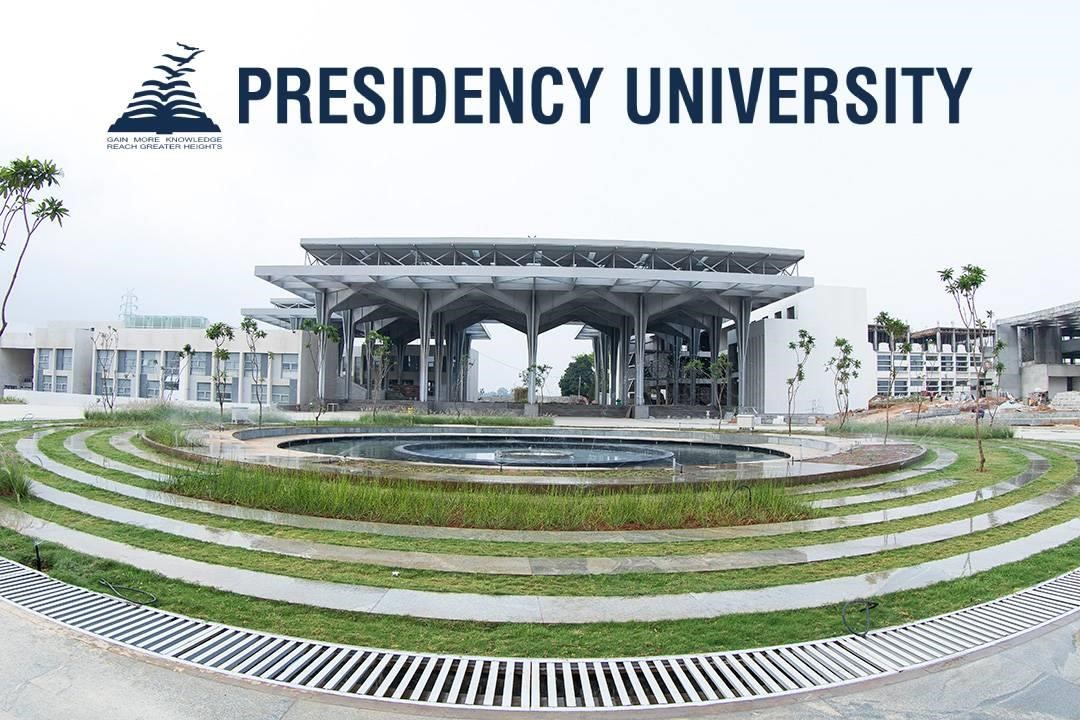 PRESIDENCY UNIVERSITY
GAIN MORE KNOWLEDGE
REACH GREATER HEIGHTS